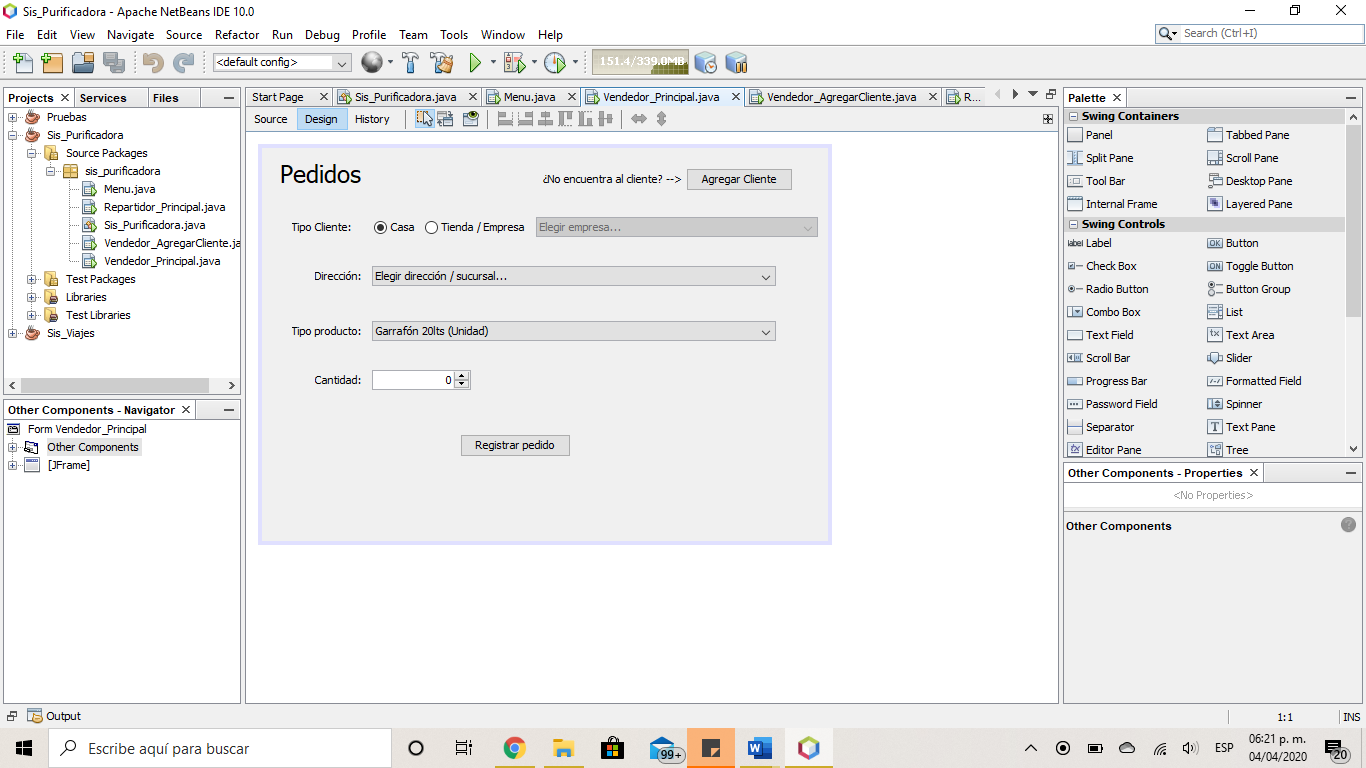 Sis_Purificadora - Apache NetBeans IDE 10.0
File Edit View Navigate Source Refactor Run Debug Profile Team Tools Window Help
Search (Ctrl+I)
<default config>
151.4/339.0MB
Projects Services Files
Pruebas
Sis_Purificadora
Source Packages
sis_purificadora
Menu.java
Repartidor_Principal.java
Sis_Purificadora.java
Vendedor_AgregarCliente.ja
Vendedor_Principal.java
Test Packages
Libraries
Test Libraries
Sis_Viajes
Other Components - Navigator
Form Vendedor_Principal
Other Components
[JFrame]
Start Page Sis_Purificadora.java Menu.java Vendedor_Principal.java Vendedor_AgregarCliente.java R...
Source Design History
Pedidos
¿No encuentra al cliente? --> Agregar Cliente
Tipo Cliente: Casa Tienda / Empresa Elegir empresa...
Dirección: Elegir dirección / sucursal...
Tipo producto: Garrafón 20lts (Unidad)
Cantidad: 0
Registrar pedido
Palette
Swing Containers
Panel Tabbed Pane
Split Pane Scroll Pane
Tool Bar Desktop Pane
Internal Frame Layered Pane
Swing Controls
label Label OK Button
Check Box OK Toggle Button
Radio Button Button Group
Combo Box List
Text Field tx Text Area
Scroll Bar Slider
Progress Bar Formatted Field
Password Field Spinner
Separator T Text Pane
Editor Pane Tree
Other Components - Properties
<No Properties>
Other Components
?
Output
1:1 INS
Escribe aquí para buscar
99+
W
ESP
06:21 p. m.
04/04/2020
20